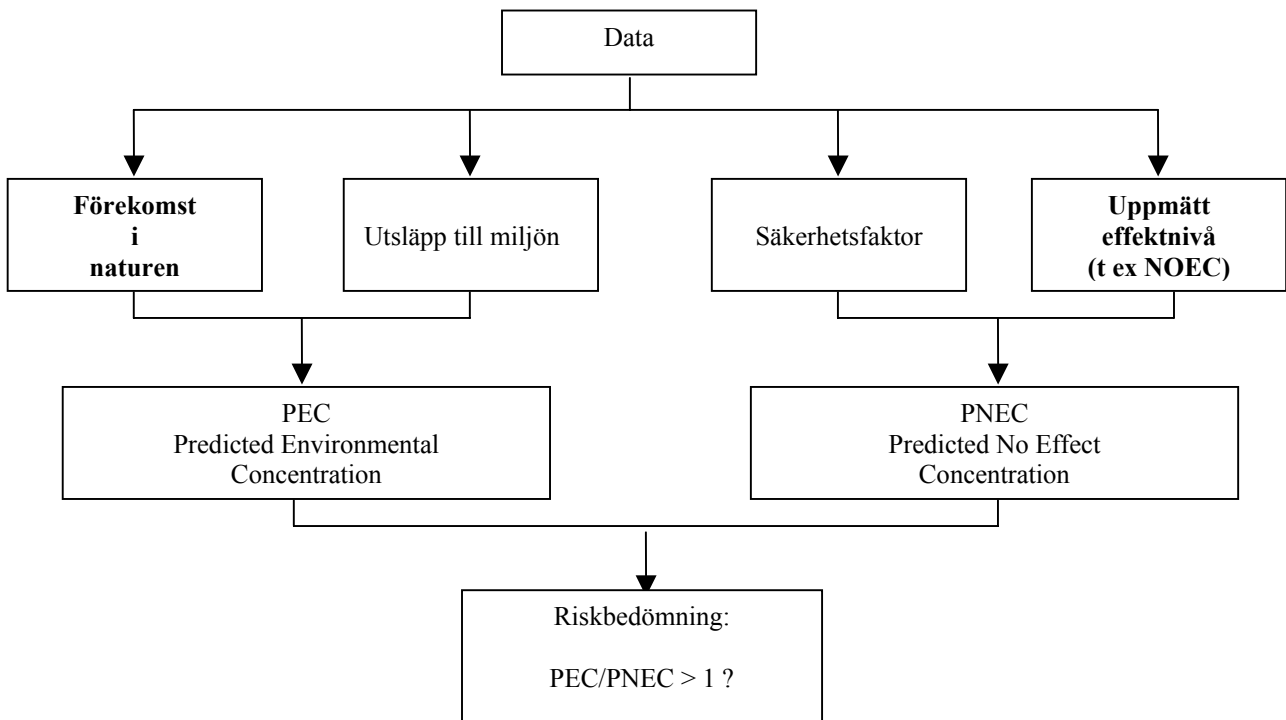 Data
Förekomst
i
naturen
Utsläpp till miljön
Säkerhetsfaktor
Uppmätt
effektnivå
(t ex NOEC)
PEC
Predicted Environmental
Concentration
PNEC
Predicted No Effect
Concentration
Riskbedömning:
PEC/PNEC > 1 ?